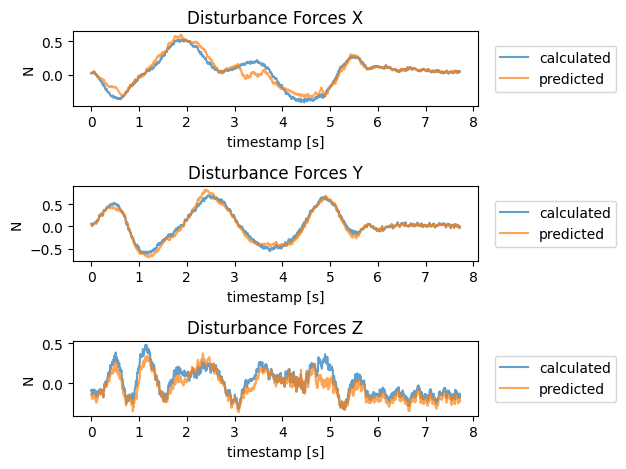 Disturbance Forces X
0.5
0.0
N
0 1 2 3 4 5 6 7 8
timestamp [s]
calculated
predicted
Disturbance Forces Y
0.5
0.0
−0.5
N
0 1 2 3 4 5 6 7 8
timestamp [s]
calculated
predicted
Disturbance Forces Z
0.5
0.0
N
0 1 2 3 4 5 6 7 8
timestamp [s]
calculated
predicted